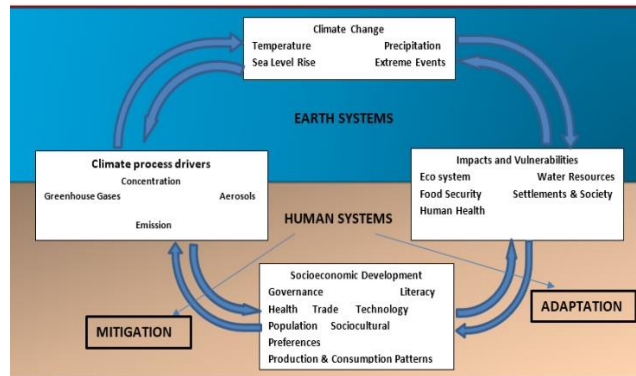 Climate Change
Temperature Precipitation
Sea Level Rise Extreme Events
EARTH SYSTEMS
Climate process drivers
Concentration
Greenhouse Gases Aerosols
Emission
Impacts and Vulnerabilities
Eco system Water Resources
Food Security Settlements & Society
Human Health
HUMAN SYSTEMS
Socioeconomic Development
Governance Literacy
Health Trade Technology
Population Sociocultural
Preferences
Production & Consumption Patterns
MITIGATION
ADAPTATION